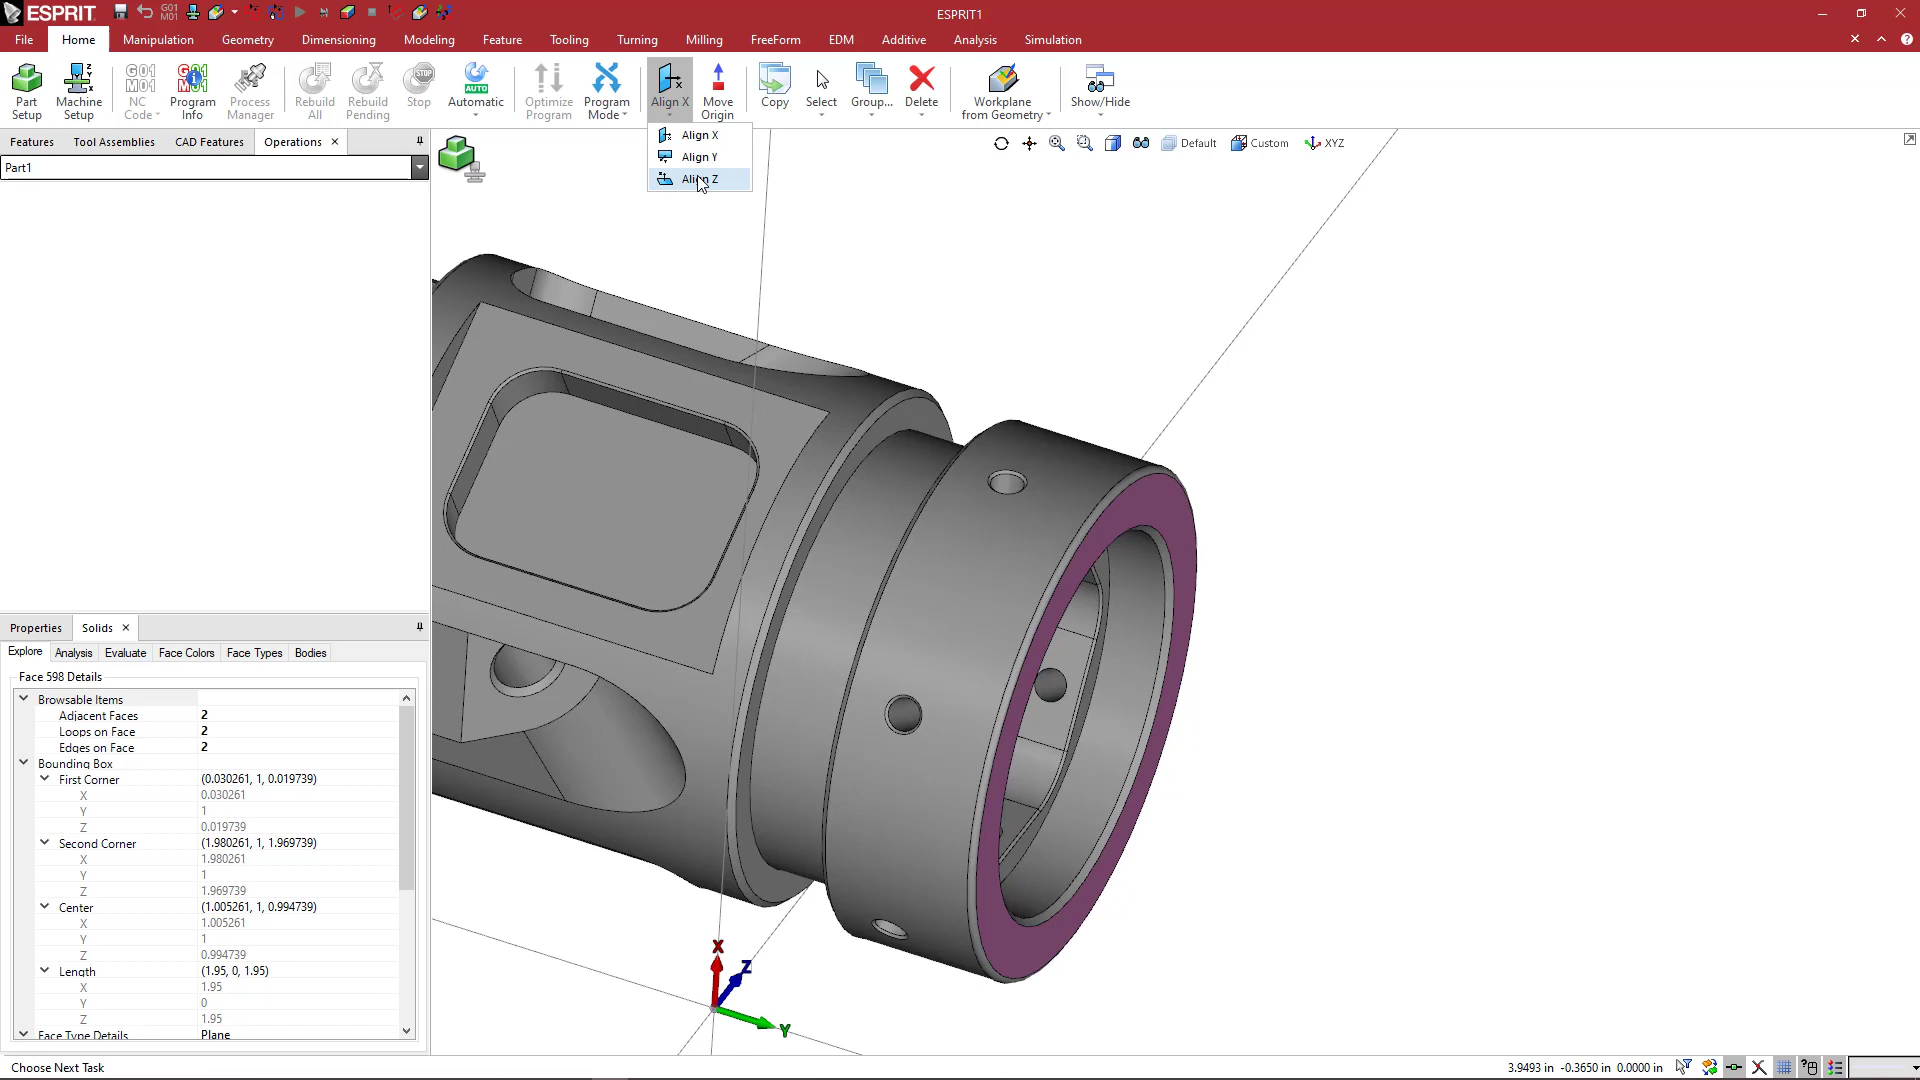 ESPRIT
G01
M01
ESPRIT1
File
Home
Manipulation
Geometry
Dimensioning
Modeling
Feature
Tooling
Turning
Milling
FreeForm
EDM
Additive
Analysis
Simulation
Part
Setup
Machine
Setup
G01
M01
NC
Code
G01
M01
Program
Info
Process
Manager
Rebuild
All
Rebuild
Pending
STOP
Stop
AUTO
Automatic
Optimize
Program
Program
Mode
Align X
Move
Origin
Copy
Select
Group...
Delete
Workplane
from Geometry
Show/Hide
Align X
Align Y
Align Z
Features
Tool Assemblies
CAD Features
Operations
Part1
Default
Custom
XYZ
Properties
Solids
Explore
Analysis
Evaluate
Face Colors
Face Types
Bodies
Face 598 Details
Browsable Items
Adjacent Faces 2
Loops on Face 2
Edges on Face 2
Bounding Box
First Corner (0.030261, 1, 0.019739)
X 0.030261
Y 1
Z 0.019739
Second Corner (1.980261, 1, 1.969739)
X 1.980261
Y 1
Z 1.969739
Center (1.005261, 1, 0.994739)
X 1.005261
Y 1
Z 0.994739
Length (1.95, 0, 1.95)
X 1.95
Y 0
Z 1.95
Face Type Details Plane
X
Z
Y
Choose Next Task
3.9493 in -0.3650 in 0.0000 in